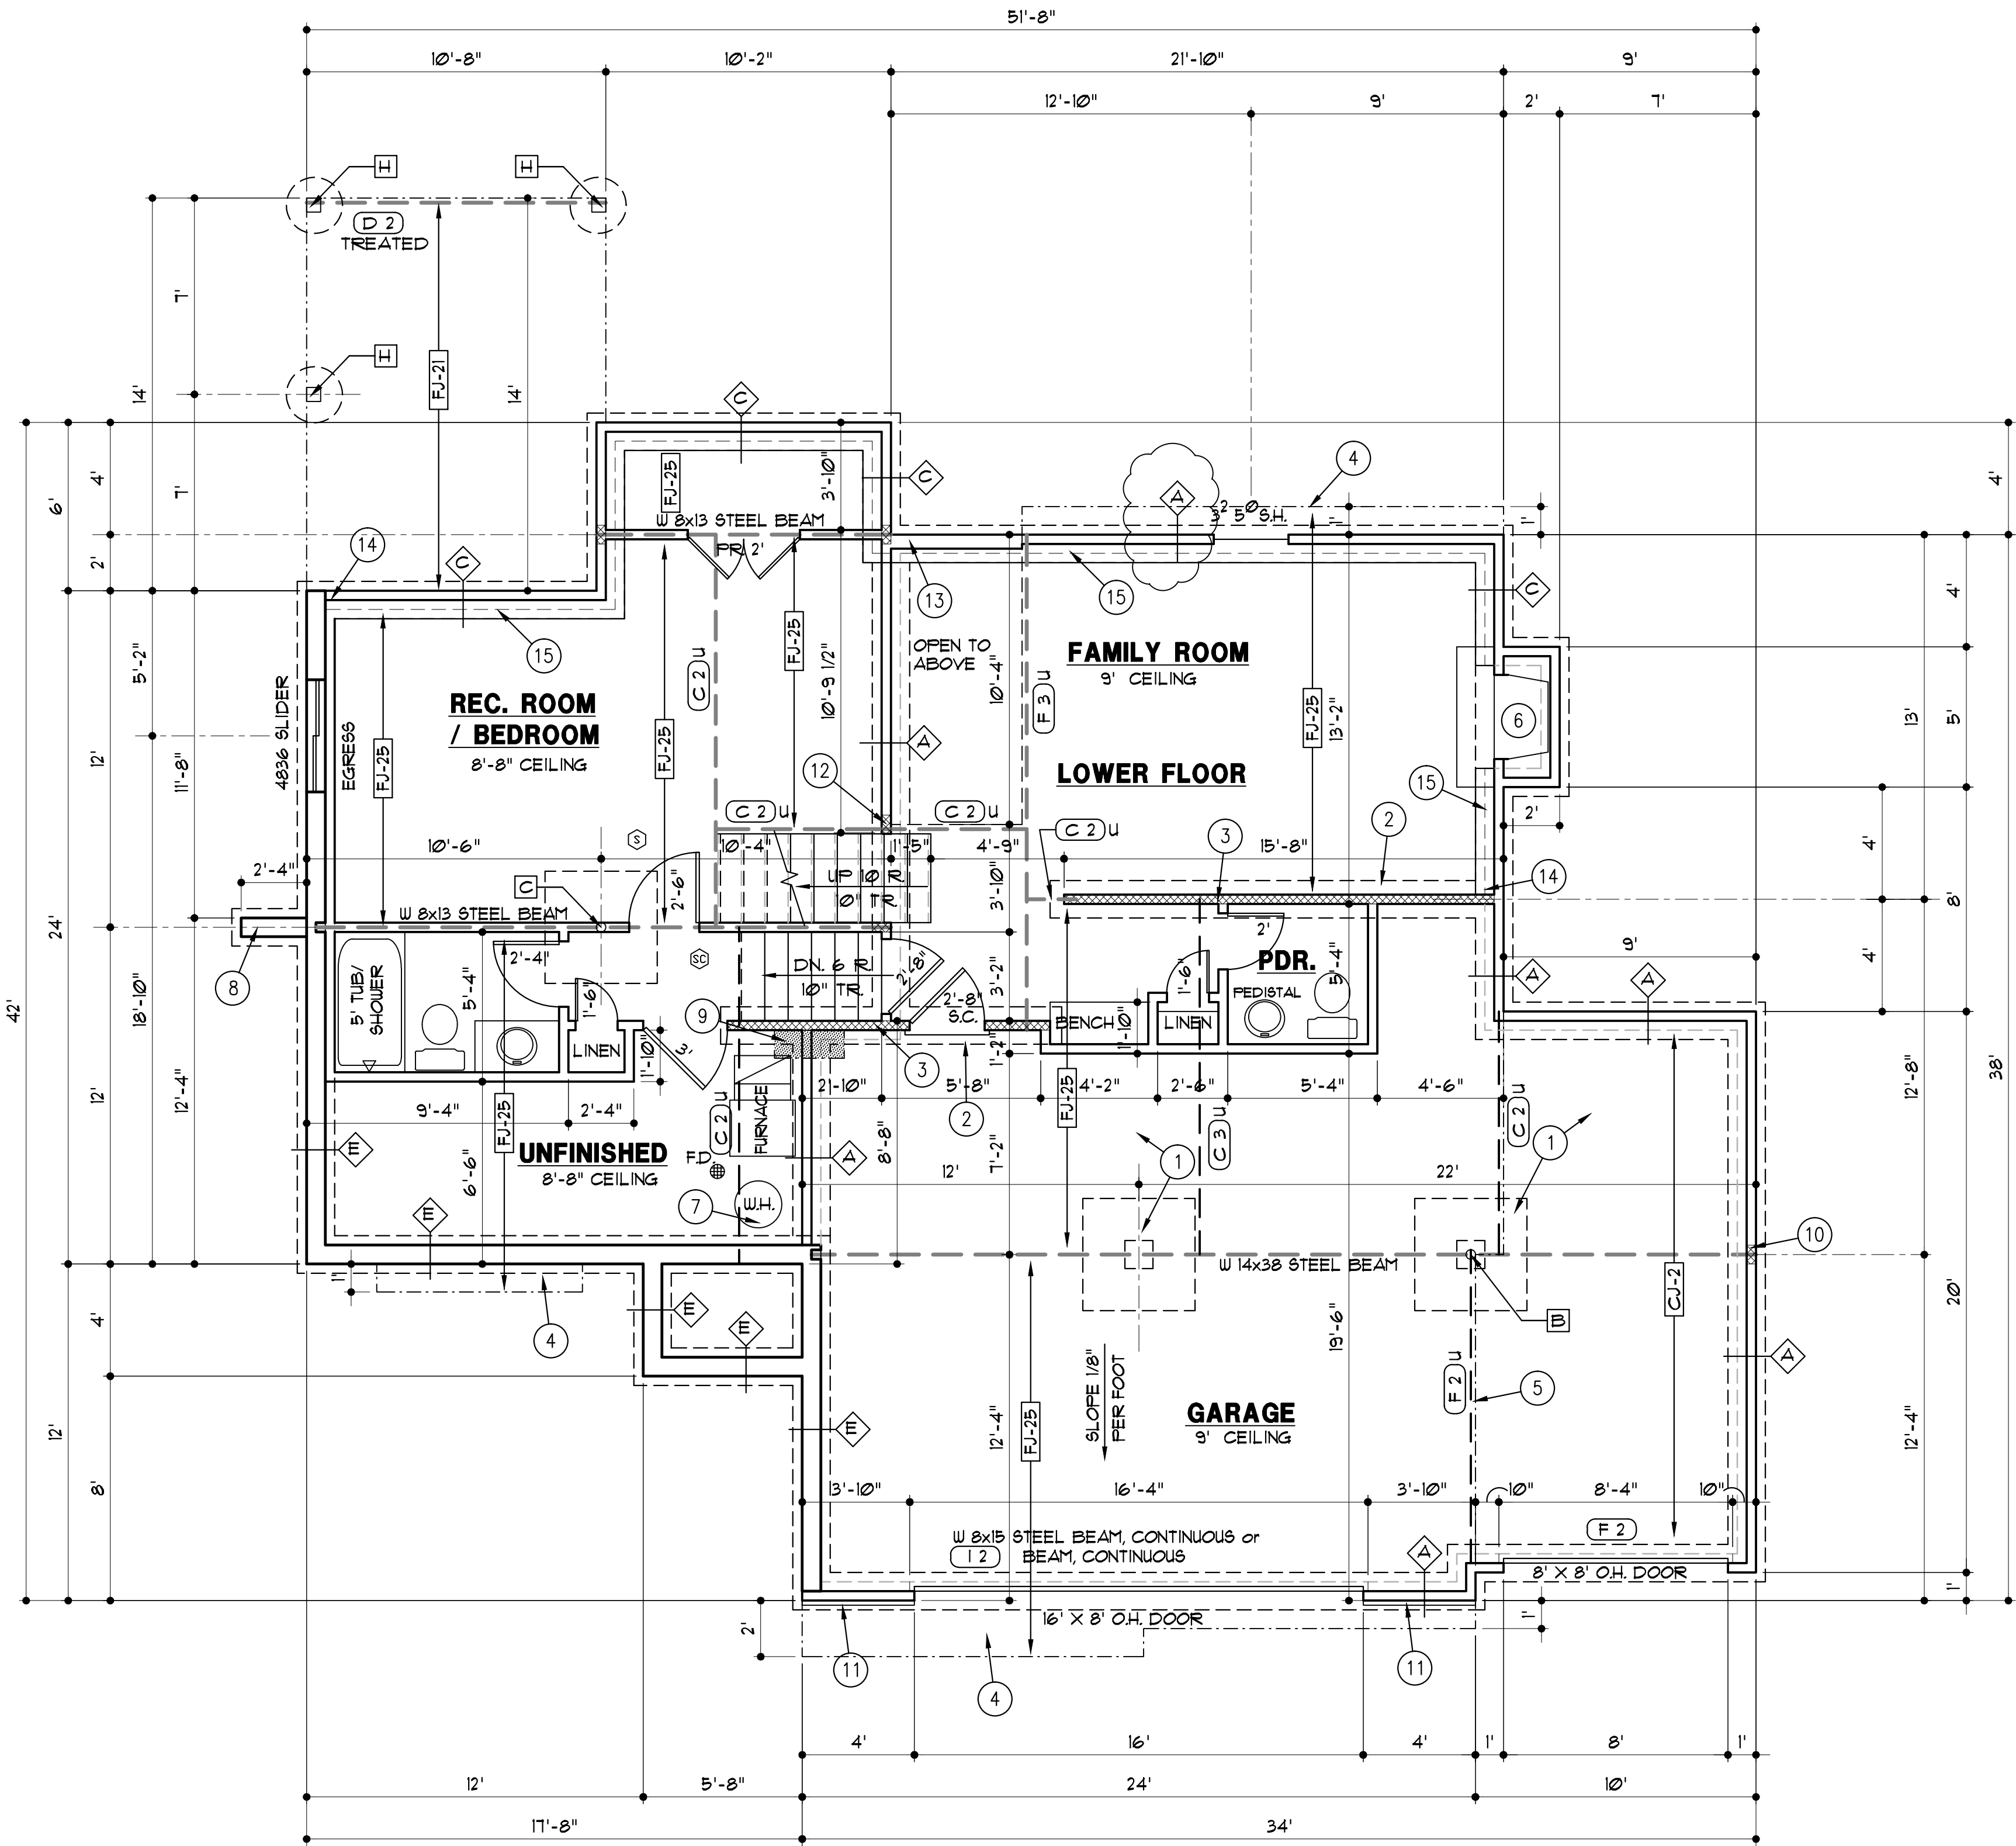 51'-8"
10'-8" 10'-2" 21'-10" 9'
12'-10" 9' 2' 7'
H H
D 2
TREATED
7'
14'
FJ-21
14'
H
C
7'
4'
6'
2'
5'-2"
12'
11'-8"
24'
42'
18'-10"
12'
12'-4"
4'
12'
8'
14
C
15
FJ-25
3'-10"
C
W 8x13 STEEL BEAM
PR. 2'
4
A
3² 5⁰ S.H.
1'
1'
4'
13
15
C
OPEN TO
ABOVE
FAMILY ROOM
9' CEILING
REC. ROOM
/ BEDROOM
8'-8" CEILING
4836 SLIDER
EGRESS
FJ-25
FJ-25
C 2 u
FJ-25
10'-9 1/2"
A
10'-4"
F 3 u
FJ-25
13'-2"
6
LOWER FLOOR
12
15
C 2 u
C 2 u
C 2 u
3
2
14
2'
4'
13'
5'
4'
8'
4'
S
10'-6"
10'-4"
1'-5"
4'-9"
15'-8"
2'-4"
C
2'-6"
UP 10 R.
10" TR.
3'-10"
W 8x13 STEEL BEAM
8
5' TUB/
SHOWER
2'-4"
5'-4"
1'-6"
SC
DN. 6 R.
10" TR.
2'-8"
2'-8"
S.C.
3'-2"
2'
1'-6"
PDR.
PEDISTAL
5'-4"
A
9'
A
9
LINEN
1'-10"
3'
BENCH
1'-10"
LINEN
1'-2"
3
2
2'-10" 5'-8" 4'-2" 2'-6" 5'-4" 4'-6"
9'-4" 2'-4"
FJ-25
C 2 u
FURNACE
8'-8"
7'-2"
FJ-25
C 3 u
C 2 u
1
1
E
UNFINISHED
8'-8" CEILING
6'-6"
F.D.
A
12' 22'
7
W.H.
E
10
W 14x38 STEEL BEAM
CJ-2
12'-8"
20'
38'
12'-4"
1'
4
E
E
B
19'-6"
F 2 u
5
A
SLOPE 1/8"
PER FOOT
12'-4"
FJ-25
GARAGE
9' CEILING
E
3'-10" 16'-4" 3'-10" 10" 8'-4" 10"
W 8x15 STEEL BEAM, CONTINUOUS or
I 2 BEAM, CONTINUOUS
F 2
A
8' X 8' O.H. DOOR
1'
16' X 8' O.H. DOOR
2'
1'
11
4
11
4' 16' 4' 1' 8' 1'
12' 5'-8" 24' 10'
17'-8" 34'